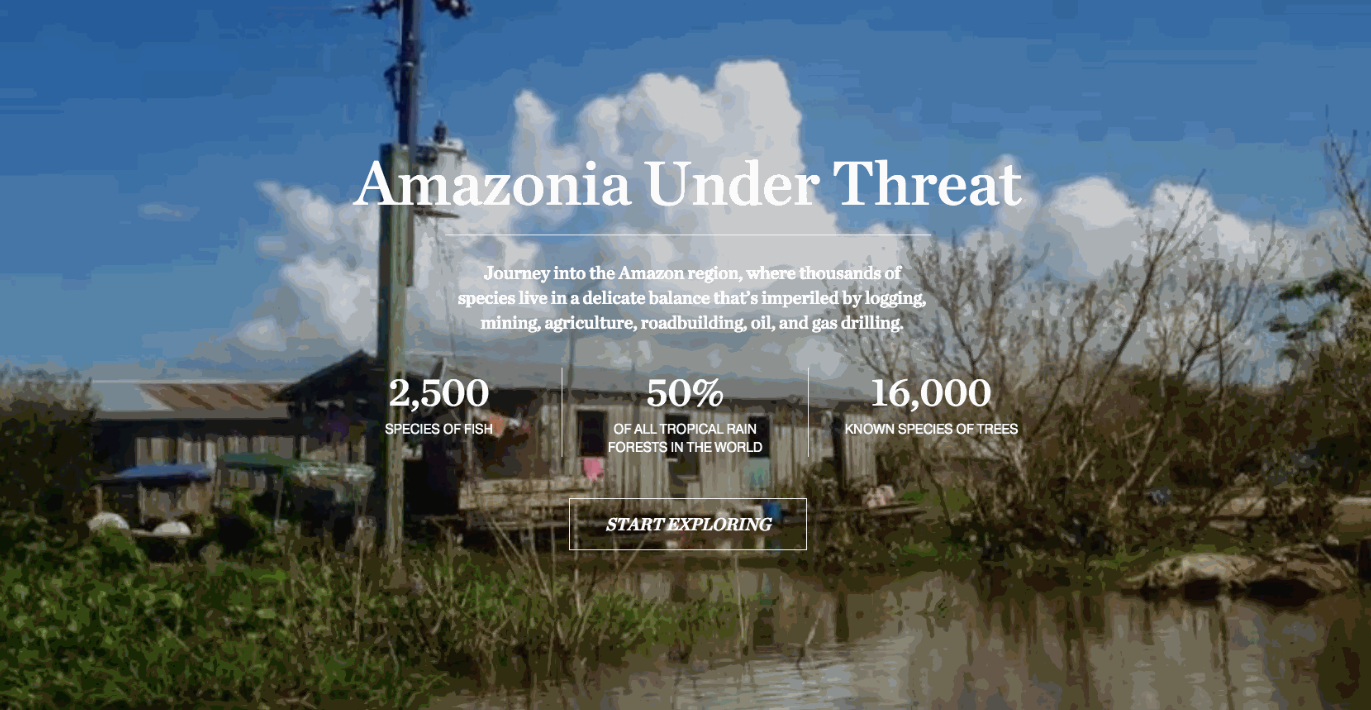 Amazonia Under Threat
Journey into the Amazon region, where thousands of
species live in a delicate balance that’s imperiled by logging,
mining, agriculture, roadbuilding, oil, and gas drilling.
2,500
SPECIES OF FISH
50%
OF ALL TROPICAL RAIN
FORESTS IN THE WORLD
16,000
KNOWN SPECIES OF TREES
START EXPLORING